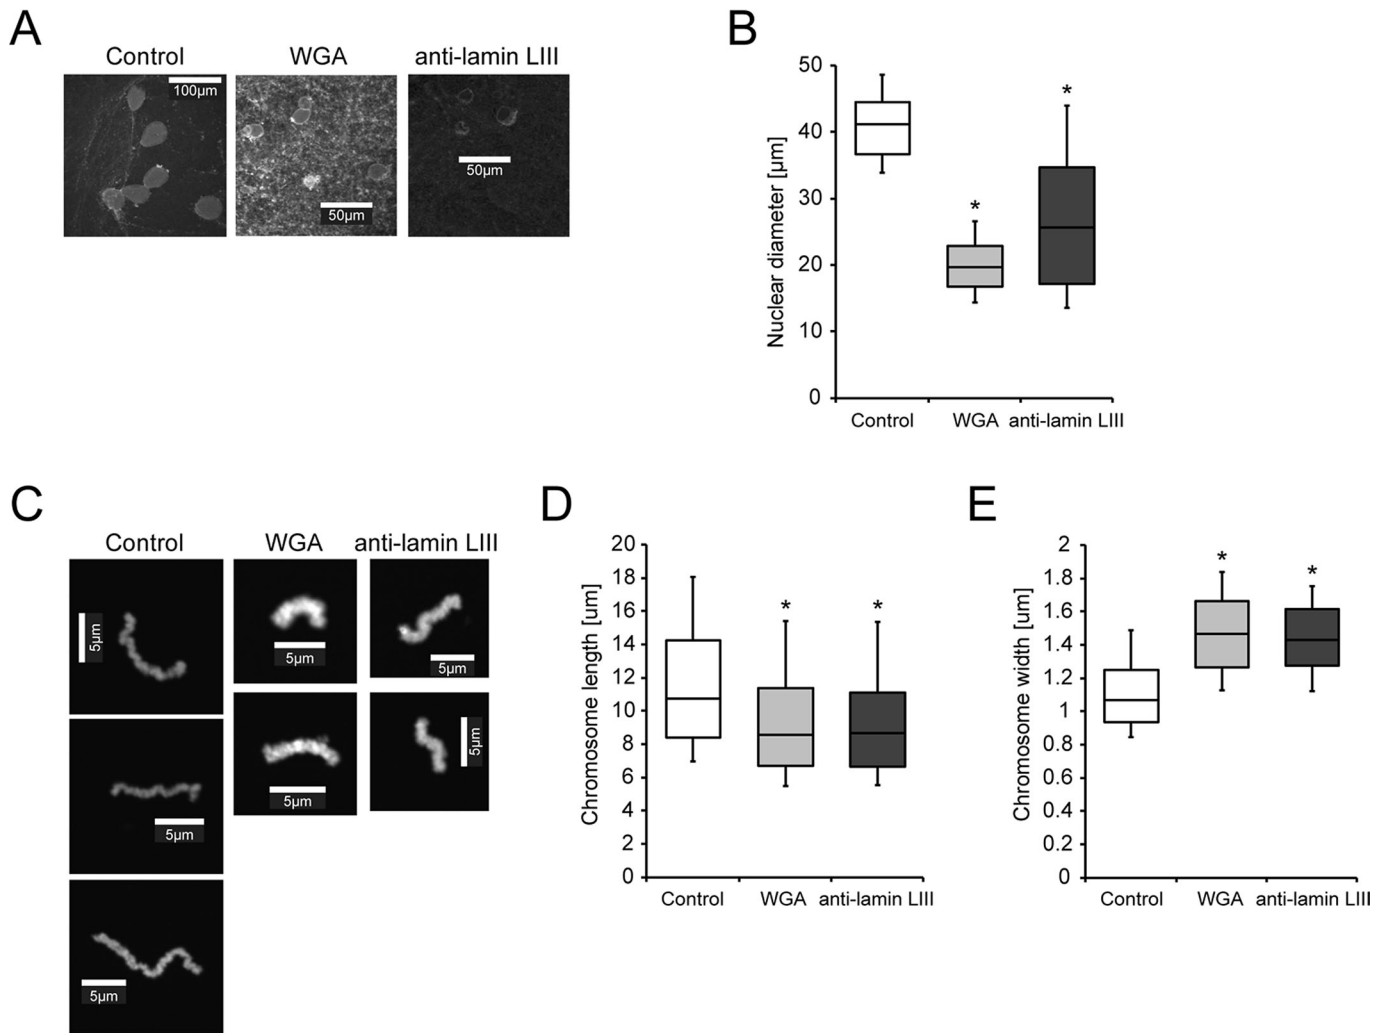 A
Control
WGA
anti-lamin LIII
100µm
50µm
50µm
B
Nuclear diameter [µm]
50
40
30
20
10
0
*
*
Control
WGA
anti-lamin LIII
C
Control
WGA
anti-lamin LIII
5µm
5µm
5µm
5µm
5µm
5µm
5µm
D
Chromosome length [um]
20
18
16
14
12
10
8
6
4
2
0
*
*
Control
WGA
anti-lamin LIII
E
Chromosome width [um]
2
1.8
1.6
1.4
1.2
1
0.8
0.6
0.4
0.2
0
*
*
Control
WGA
anti-lamin LIII